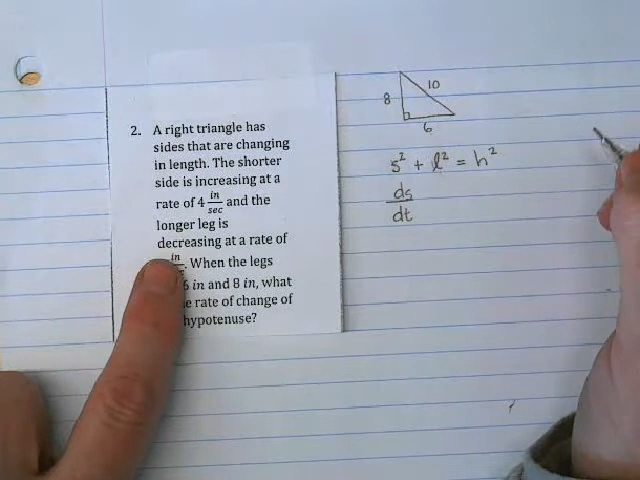 2. A right triangle has
sides that are changing
in length. The shorter
side is increasing at a
rate of 4 in/sec and the
longer leg is
decreasing at a rate of
in. When the legs
6 in and 8 in, what
rate of change of
hypotenuse?
8
10
6
s² + l² = h²
ds
dt